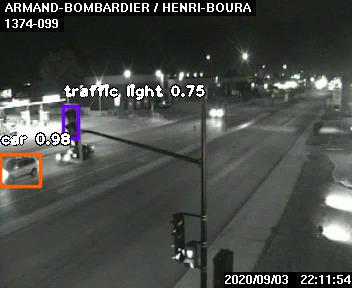 ARMAND-BOMBARDIER / HENRI-BOURA
1374-099
traffic light 0.75
car 0.98
2020/09/03 22:11:54